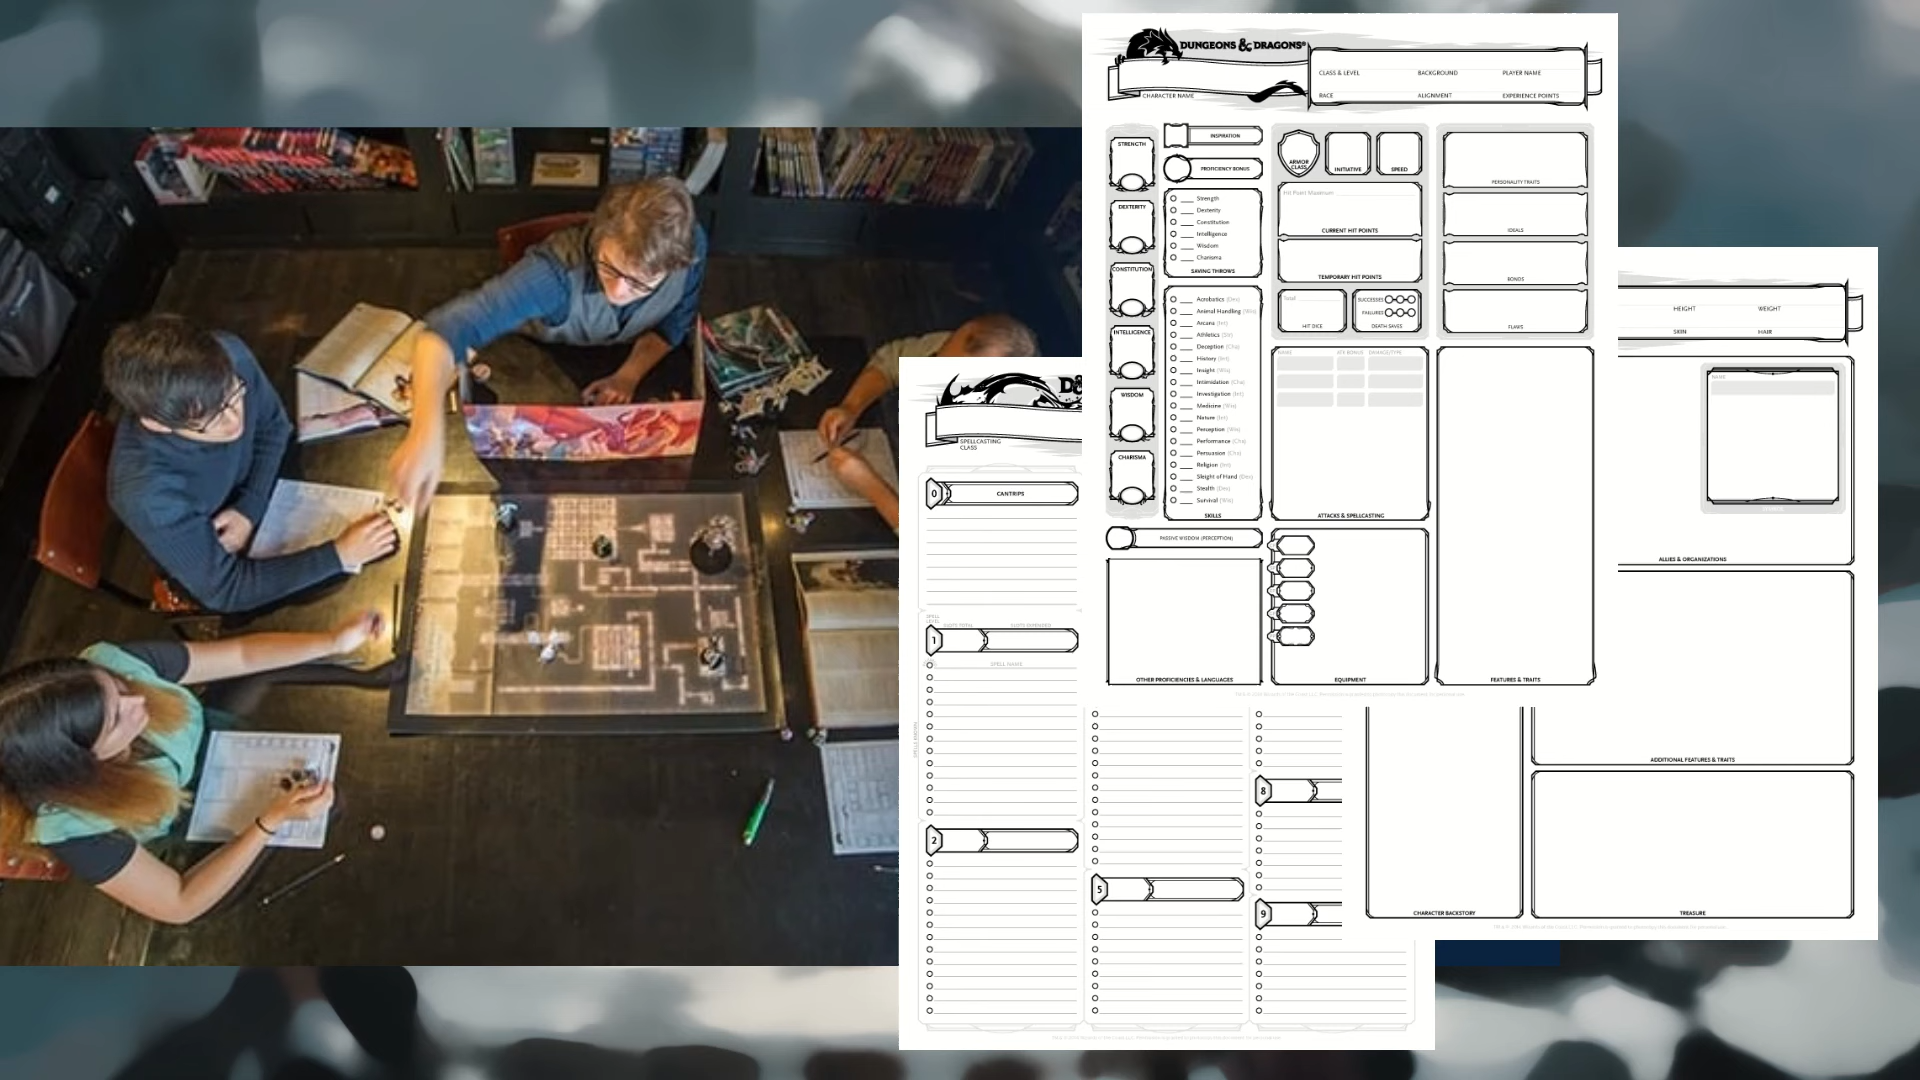 DUNGEONS & DRAGONS®
CHARACTER NAME
CLASS & LEVEL
BACKGROUND
PLAYER NAME
RACE
ALIGNMENT
EXPERIENCE POINTS
STRENGTH
DEXTERITY
CONSTITUTION
INTELLIGENCE
WISDOM
CHARISMA
INSPIRATION
PROFICIENCY BONUS
Strength
Dexterity
Constitution
Intelligence
Wisdom
Charisma
SAVING THROWS
Acrobatics (Dex)
Animal Handling (Wis)
Arcana (Int)
Athletics (Str)
Deception (Cha)
History (Int)
Insight (Wis)
Intimidation (Cha)
Investigation (Int)
Medicine (Wis)
Nature (Int)
Perception (Wis)
Performance (Cha)
Persuasion (Cha)
Religion (Int)
Sleight of Hand (Dex)
Stealth (Dex)
Survival (Wis)
SKILLS
PASSIVE WISDOM (PERCEPTION)
OTHER PROFICIENCIES & LANGUAGES
ARMOR
CLASS
INITIATIVE
SPEED
Hit Point Maximum
CURRENT HIT POINTS
TEMPORARY HIT POINTS
Total
HIT DICE
SUCCESSES
FAILURES
DEATH SAVES
NAME
ATK BONUS
DAMAGE/TYPE
ATTACKS & SPELLCASTING
EQUIPMENT
PERSONALITY TRAITS
IDEALS
BONDS
FLAWS
FEATURES & TRAITS
HEIGHT
WEIGHT
SKIN
HAIR
NAME
SYMBOL
ALLIES & ORGANIZATIONS
ADDITIONAL FEATURES & TRAITS
CHARACTER BACKSTORY
TREASURE
D&
SPELLCASTING
CLASS
0
CANTRIPS
SPELL
LEVEL
SLOTS TOTAL
SLOTS EXPENDED
1
SPELL NAME
SPELLS KNOWN
2
5
8
9